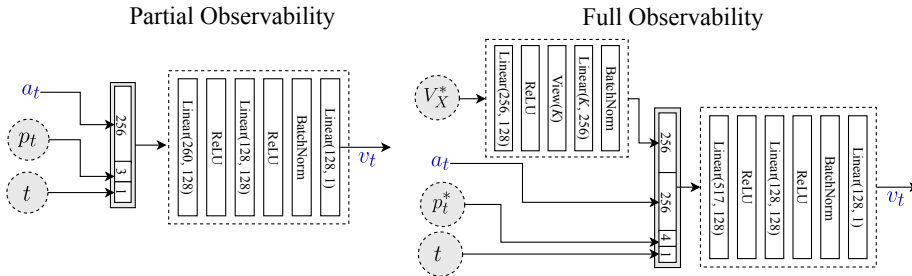 Partial Observability
a_t
p_t
t
256
3
1
Linear(260, 128)
ReLU
Linear(128, 128)
ReLU
BatchNorm
Linear(128, 1)
v_t
Full Observability
V_X^*
Linear(256, 128)
ReLU
View(K)
Linear(K, 256)
BatchNorm
a_t
p_t^*
t
256
256
4
1
Linear(517, 128)
ReLU
Linear(128, 128)
ReLU
BatchNorm
Linear(128, 1)
v_t